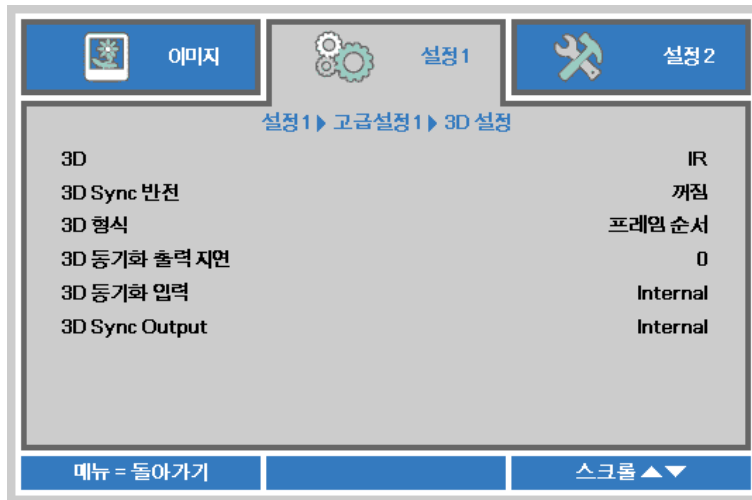 이미지
설정1
설정2
설정1▶고급설정1▶3D 설정
3D IR
3D Sync 반전 꺼짐
3D 형식 프레임 순서
3D 동기화 출력 지연 0
3D 동기화 입력 Internal
3D Sync Output Internal
메뉴 = 돌아가기
스크롤▲▼